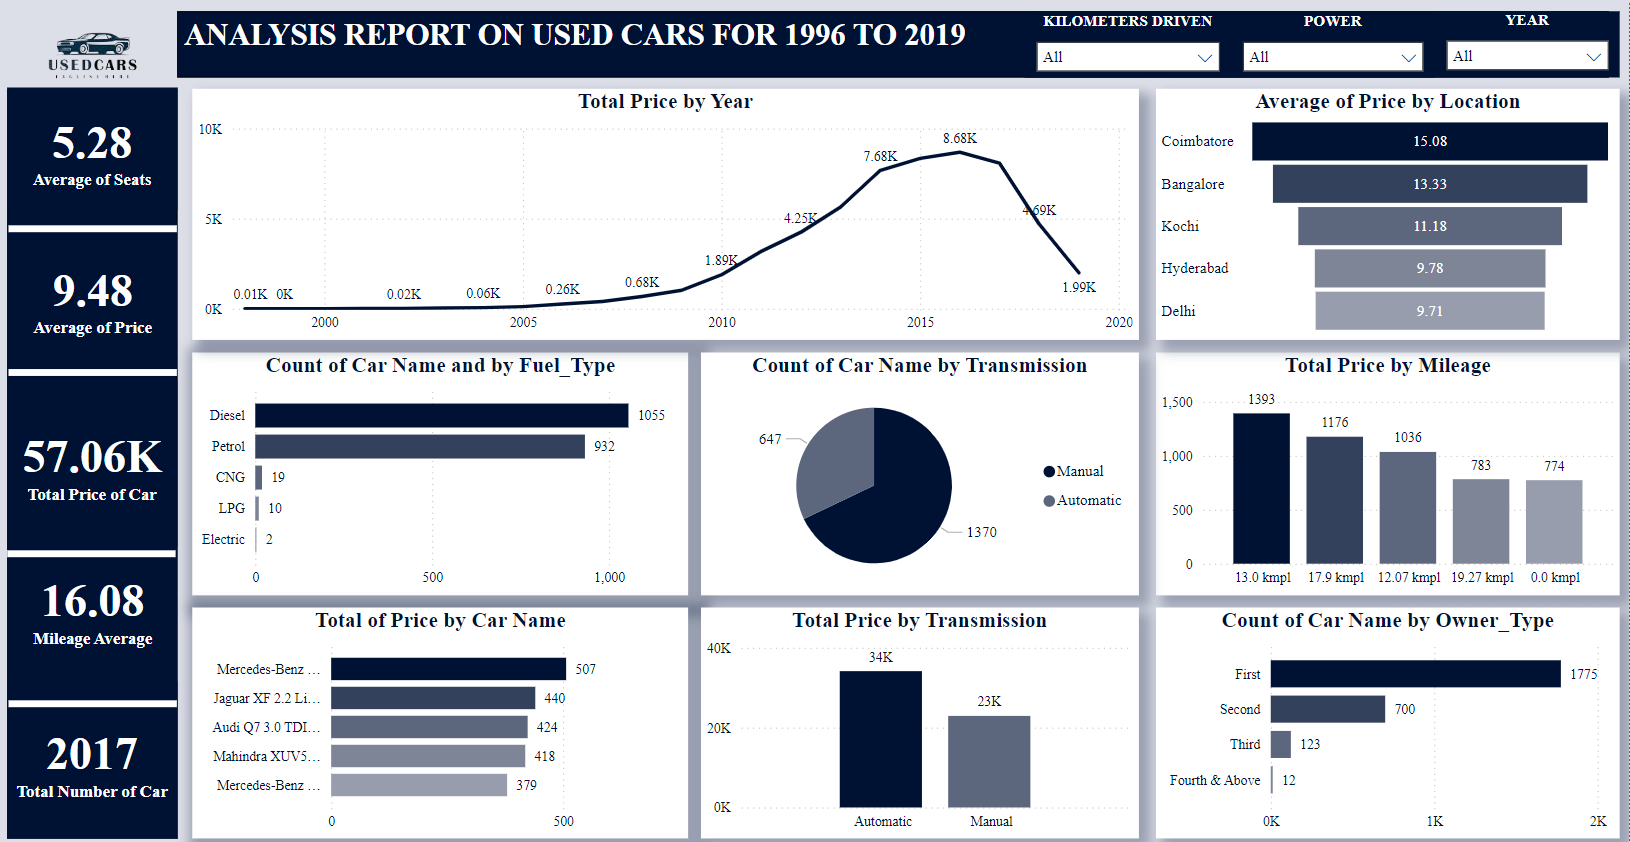 USEDCARS
ANALYSIS REPORT ON USED CARS FOR 1996 TO 2019
KILOMETERS DRIVEN
All
POWER
All
YEAR
All
5.28
Average of Seats
9.48
Average of Price
57.06K
Total Price of Car
16.08
Mileage Average
2017
Total Number of Car
Total Price by Year
10K
5K
0K
0.01K 0K 0.02K 0.06K 0.26K 0.68K 1.89K 4.25K 7.68K 8.68K 4.69K 1.99K
2000 2005 2010 2015 2020
Average of Price by Location
Coimbatore 15.08
Bangalore 13.33
Kochi 11.18
Hyderabad 9.78
Delhi 9.71
Count of Car Name and by Fuel_Type
Diesel 1055
Petrol 932
CNG 19
LPG 10
Electric 2
0 500 1,000
Count of Car Name by Transmission
647
1370
Manual
Automatic
Total Price by Mileage
1,500
1,000
500
0
1393 1176 1036 783 774
13.0 kmpl 17.9 kmpl 12.07 kmpl 19.27 kmpl 0.0 kmpl
Total of Price by Car Name
Mercedes-Benz ... 507
Jaguar XF 2.2 Li... 440
Audi Q7 3.0 TDI... 424
Mahindra XUV5... 418
Mercedes-Benz ... 379
0 500
Total Price by Transmission
40K
20K
0K
34K 23K
Automatic Manual
Count of Car Name by Owner_Type
First 1775
Second 700
Third 123
Fourth & Above 12
0K 1K 2K